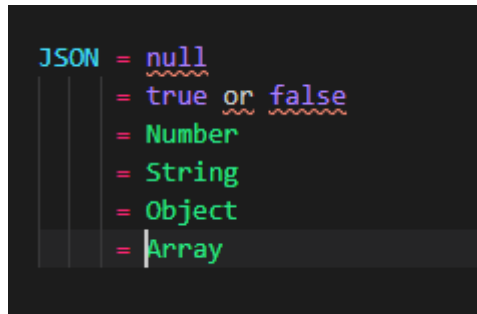 JSON = null
= true or false
= Number
= String
= Object
= Array